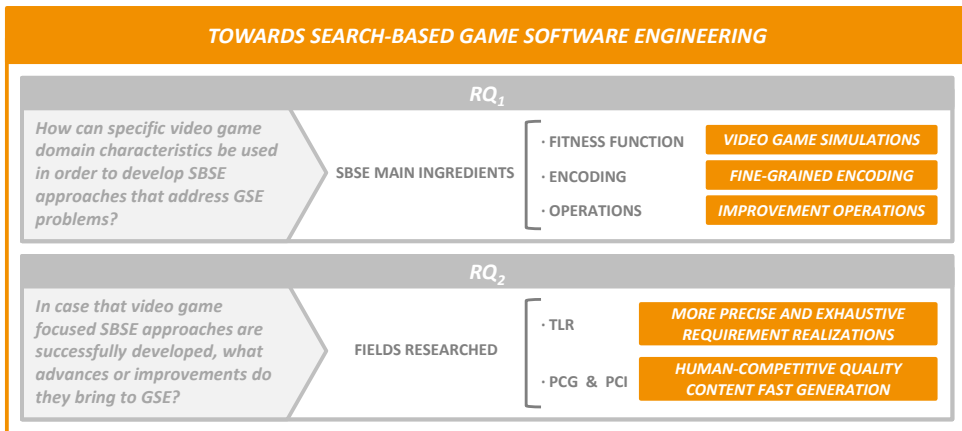 TOWARDS SEARCH-BASED GAME SOFTWARE ENGINEERING
RQ1
How can specific video game
domain characteristics be used
in order to develop SBSE
approaches that address GSE
problems?
SBSE MAIN INGREDIENTS
· FITNESS FUNCTION
VIDEO GAME SIMULATIONS
· ENCODING
FINE-GRAINED ENCODING
· OPERATIONS
IMPROVEMENT OPERATIONS
RQ2
In case that video game
focused SBSE approaches are
successfully developed, what
advances or improvements do
they bring to GSE?
FIELDS RESEARCHED
· TLR
MORE PRECISE AND EXHAUSTIVE
REQUIREMENT REALIZATIONS
· PCG & PCI
HUMAN-COMPETITIVE QUALITY
CONTENT FAST GENERATION